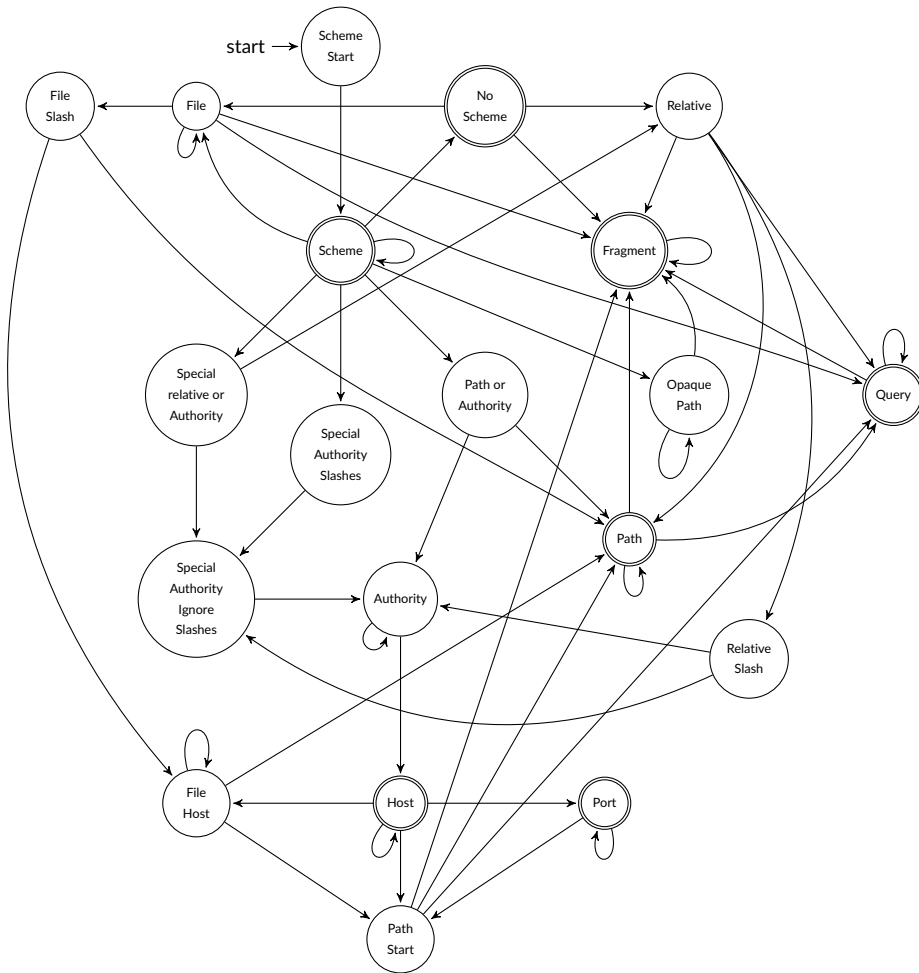 start
Scheme
Start
File
Slash
File
No
Scheme
Relative
Scheme
Fragment
Special
relative or
Authority
Special
Authority
Slashes
Path or
Authority
Opaque
Path
Query
Special
Authority
Ignore
Slashes
Authority
Path
Relative
Slash
File
Host
Host
Port
Path
Start